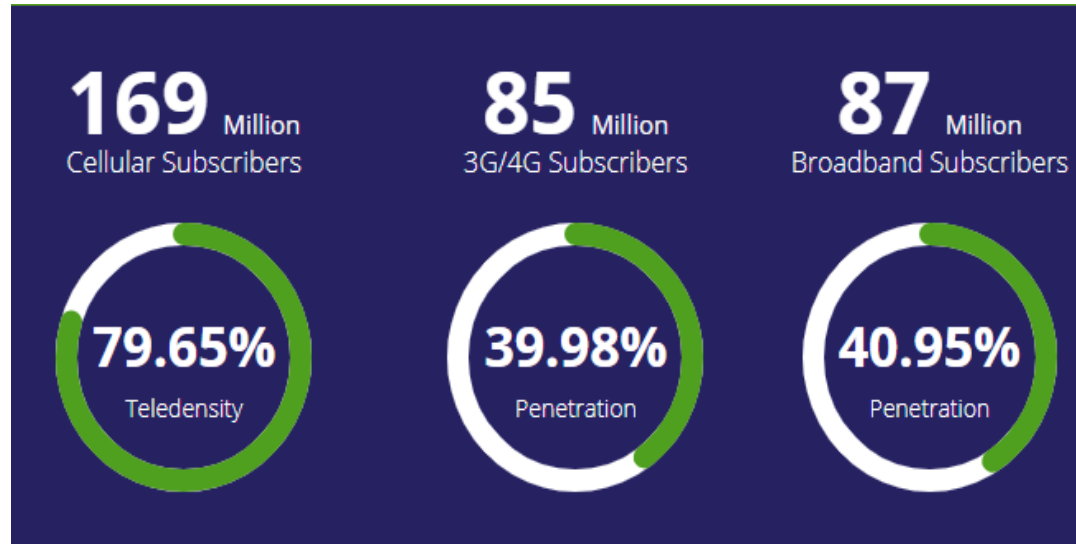 169 Million
Cellular Subscribers
79.65%
Teledensity
85 Million
3G/4G Subscribers
39.98%
Penetration
87 Million
Broadband Subscribers
40.95%
Penetration